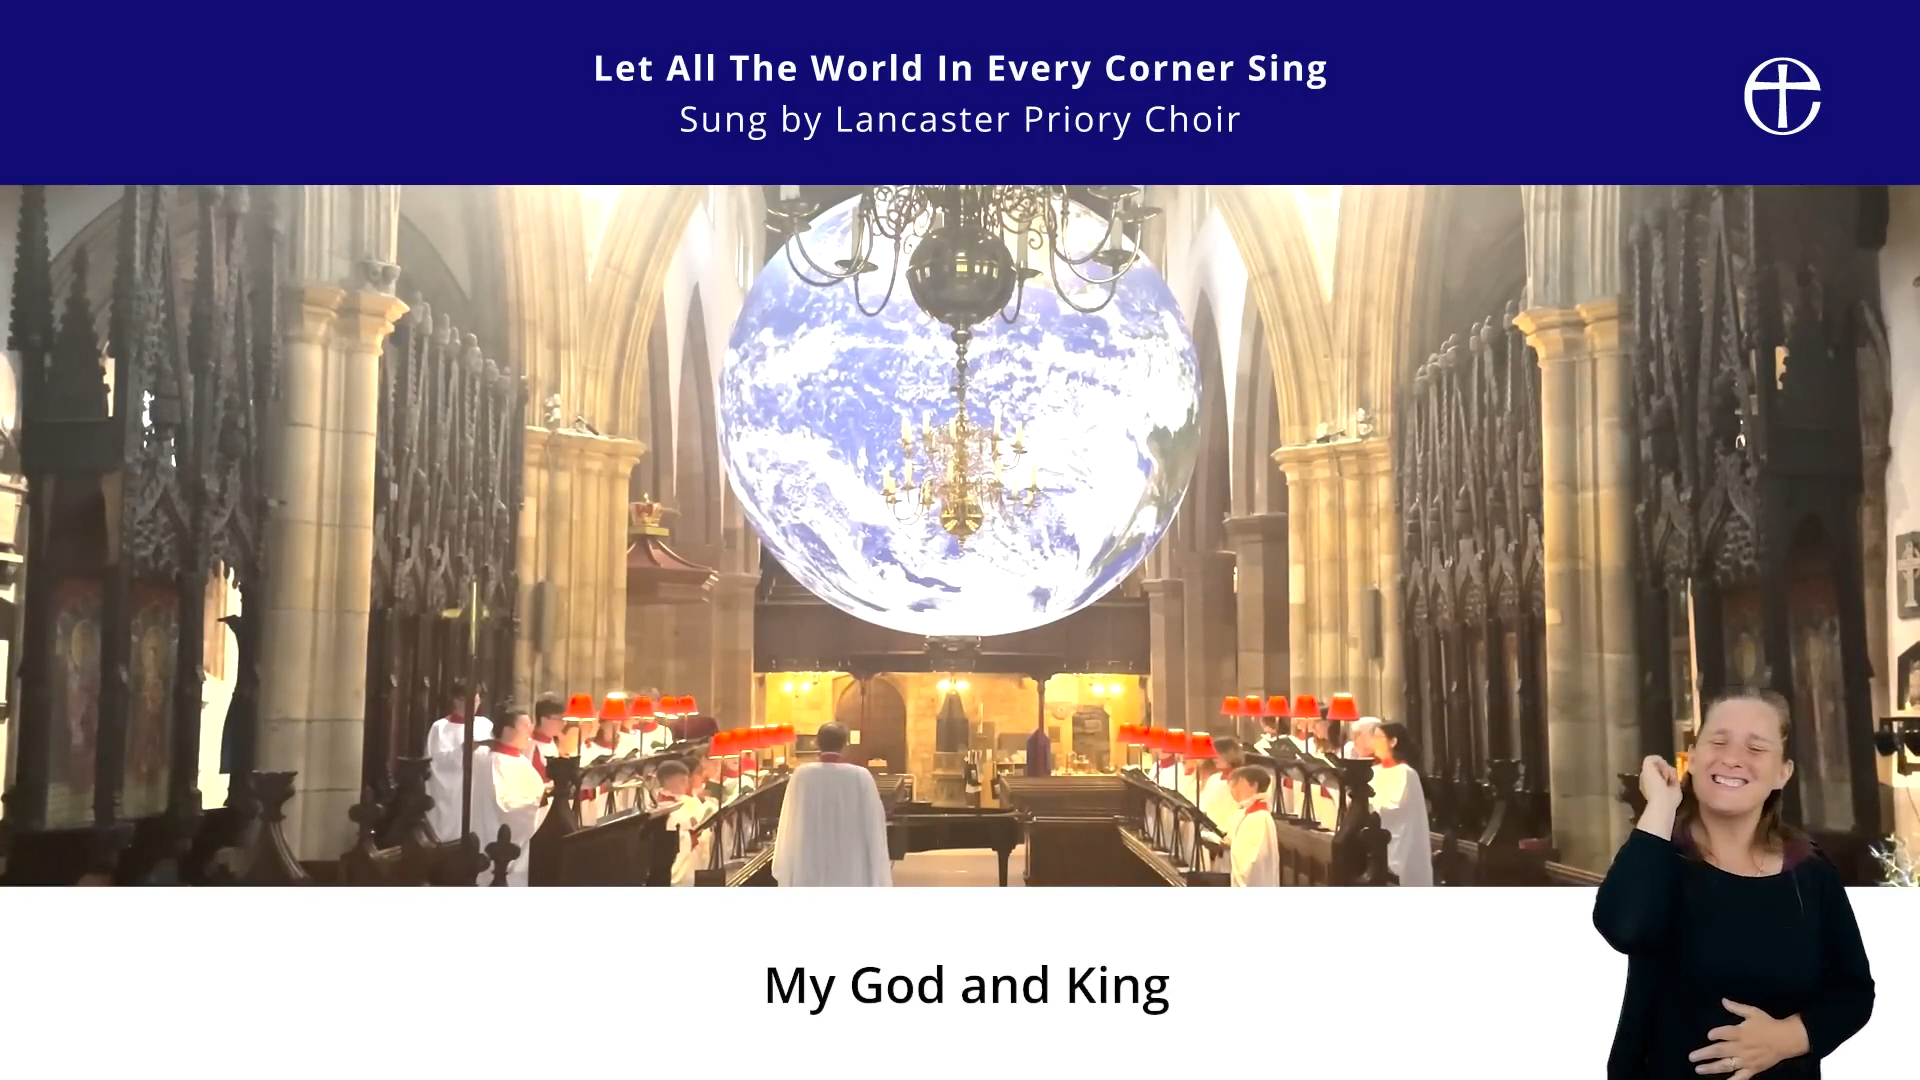 Let All The World In Every Corner Sing
Sung by Lancaster Priory Choir
My God and King